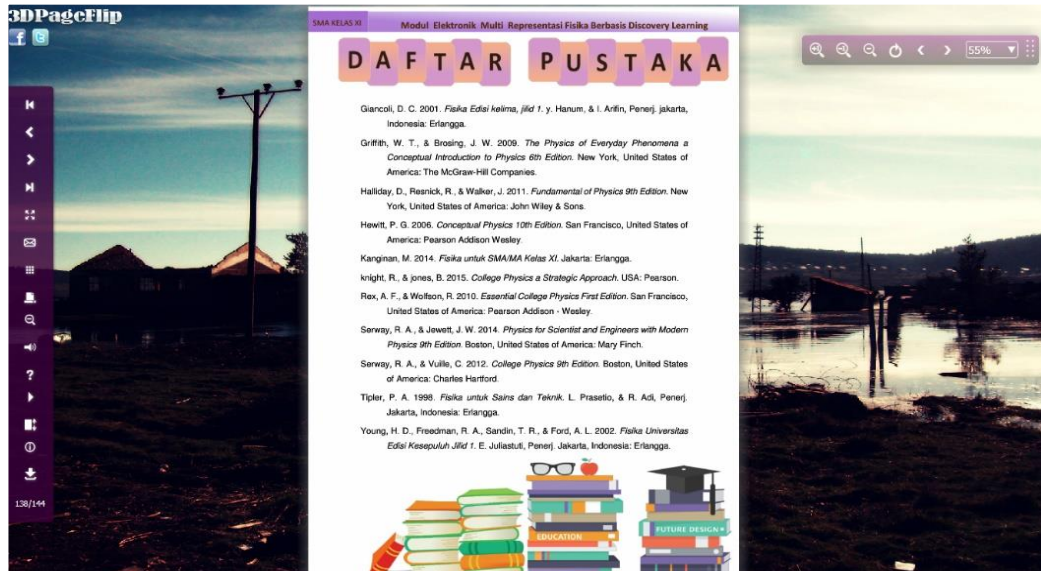 3DPageFlip
SMA KELAS XI
Modul Elektronik Multi Representasi Fisika Berbasis Discovery Learning
55%
DAFTAR PUSTAKA
Giancoli, D. C. 2001. Fisika Edisi kelima, jilid 1. y. Hanum, & I. Arifin, Penerj. jakarta,
Indonesia: Erlangga.
Griffith, W. T., & Brosing, J. W. 2009. The Physics of Everyday Phenomena a
Conceptual Introduction to Physics 6th Edition. New York, United States of
America: The McGraw-Hill Companies.
Halliday, D., Resnick, R., & Walker, J. 2011. Fundamental of Physics 9th Edition. New
York, United States of America: John Wiley & Sons.
Hewitt, P. G. 2006. Conceptual Physics 10th Edition. San Francisco, United States of
America: Pearson Addison Wesley.
Kanginan, M. 2014. Fisika untuk SMA/MA Kelas XI. Jakarta: Erlangga.
knight, R., & jones, B. 2015. College Physics a Strategic Approach. USA: Pearson.
Rex, A. F., & Wolfson, R. 2010. Essential College Physics First Edition. San Francisco,
United States of America: Pearson Addison - Wesley.
Serway, R. A., & Jewett, J. W. 2014. Physics for Scientist and Engineers with Modern
Physics 9th Edition. Boston, United States of America: Mary Finch.
Serway, R. A., & Vuille, C. 2012. College Physics 9th Edition. Boston, United States
of America: Charles Hartford.
Tipler, P. A. 1998. Fisika untuk Sains dan Teknik. L. Prasetio, & R. Adi, Penerj.
Jakarta, Indonesia: Erlangga.
Young, H. D., Freedman, R. A., Sandin, T. R., & Ford, A. L. 2002. Fisika Universitas
Edisi Kesepuluh Jilid 1. E. Juliastuti, Penerj. Jakarta, Indonesia: Erlangga.
138/144
EDUCATION
FUTURE DESIGN